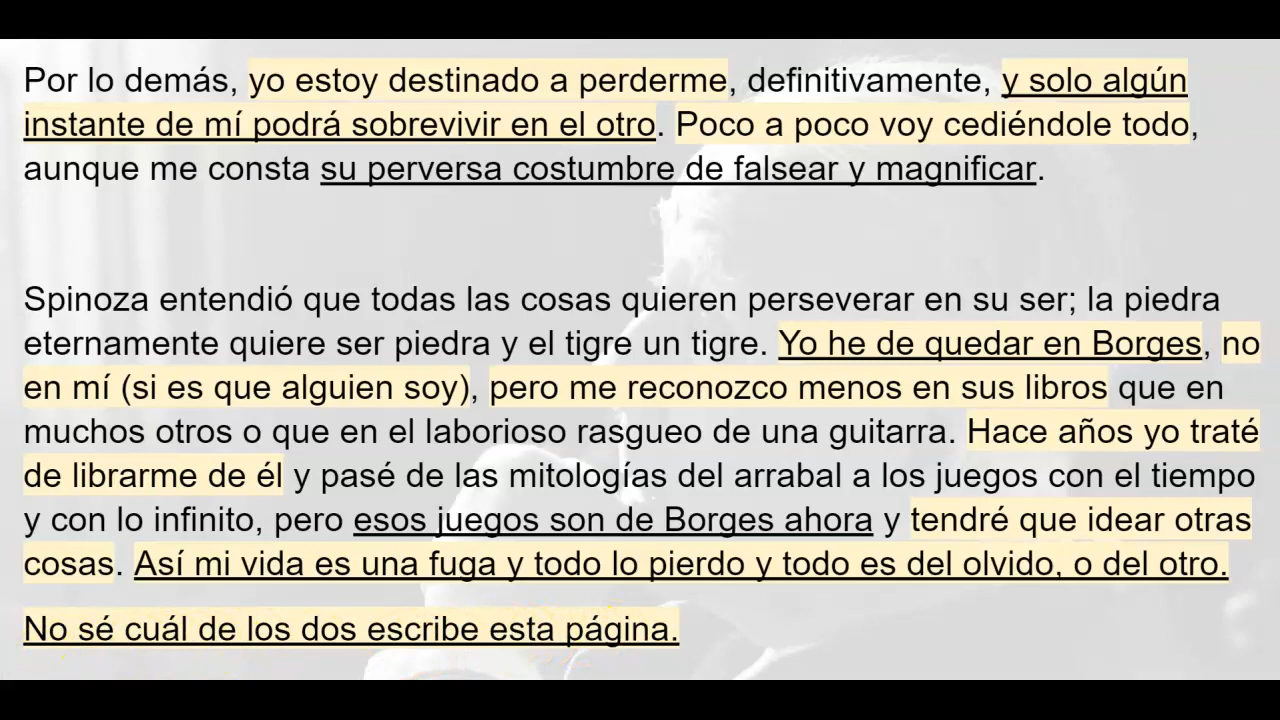 Por lo demás, yo estoy destinado a perderme, definitivamente, y solo algún
instante de mí podrá sobrevivir en el otro. Poco a poco voy cediéndole todo,
aunque me consta su perversa costumbre de falsear y magnificar.
Spinoza entendió que todas las cosas quieren perseverar en su ser; la piedra
eternamente quiere ser piedra y el tigre un tigre. Yo he de quedar en Borges, no
en mí (si es que alguien soy), pero me reconozco menos en sus libros que en
muchos otros o que en el laborioso rasgueo de una guitarra. Hace años yo traté
de librarme de él y pasé de las mitologías del arrabal a los juegos con el tiempo
y con lo infinito, pero esos juegos son de Borges ahora y tendré que idear otras
cosas. Así mi vida es una fuga y todo lo pierdo y todo es del olvido, o del otro.
No sé cuál de los dos escribe esta página.